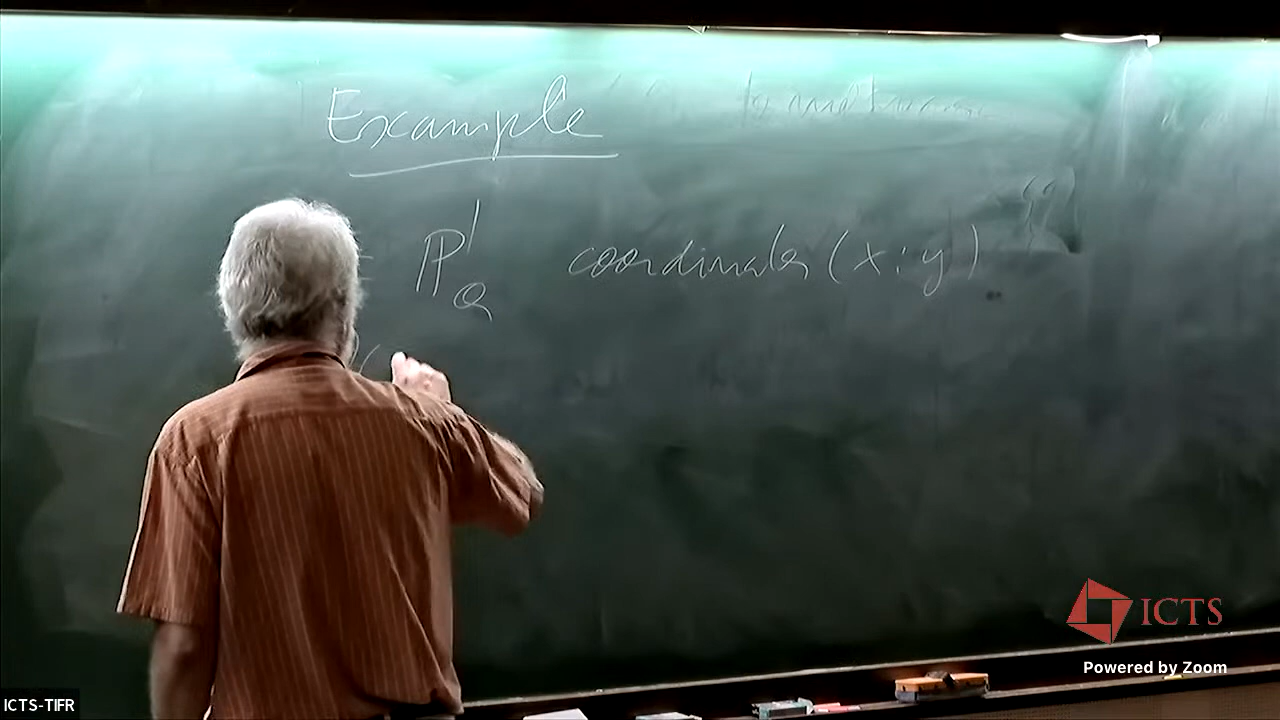 Example
= ℙ¹_Q coordinates (x:y)
ICTS
Powered by Zoom
ICTS-TIFR